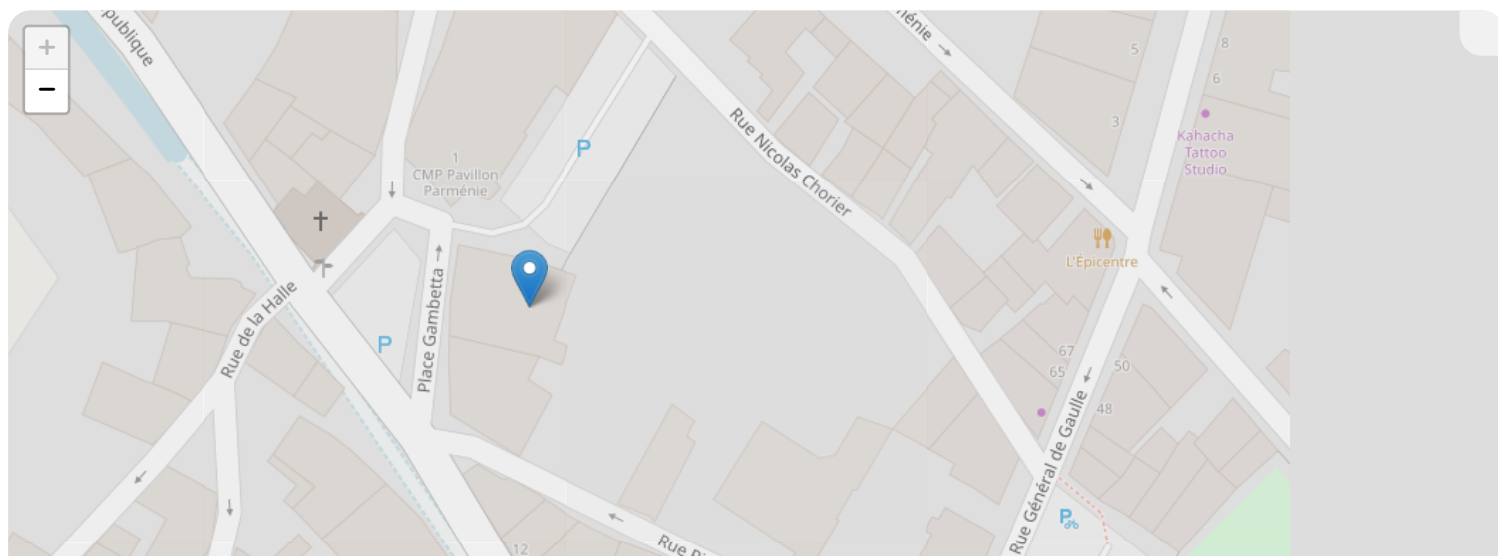 +
−
publique
ménie
5
8
6
3
Kahacha
Tattoo
Studio
Rue Nicolas Chorier
P
1
CMP Pavillon
Parménie
L'Épicentre
Rue de la Halle
Place Gambetta
P
67
65
50
48
Rue Général de Gaulle
P
12
Rue